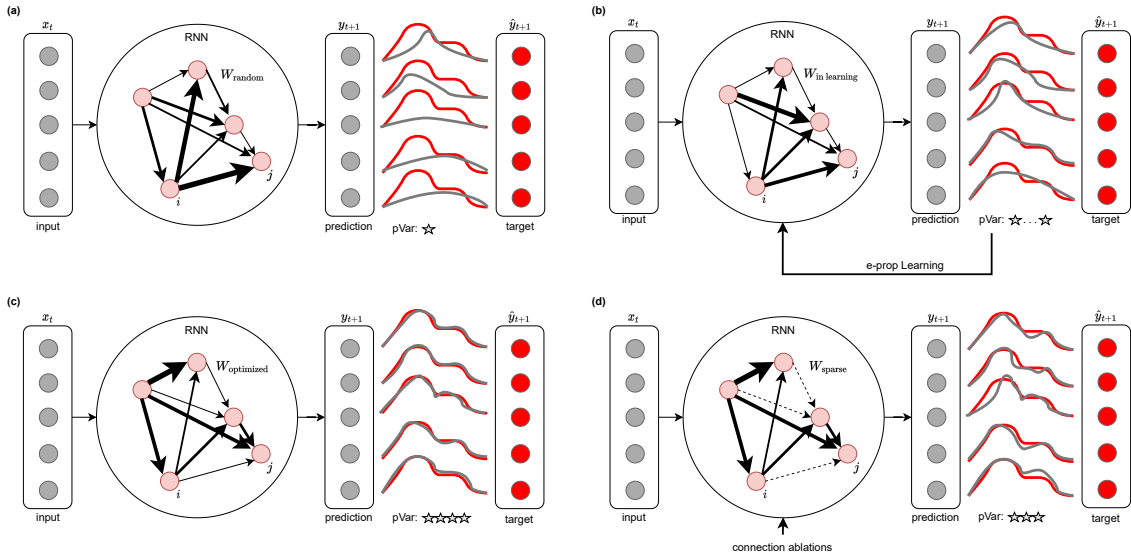 (a)
x_t
RNN
y_{t+1}
ŷ_{t+1}
W_random
i
j
input
prediction
pVar: ☆
target
(b)
x_t
RNN
y_{t+1}
ŷ_{t+1}
W_in learning
i
j
input
prediction
pVar: ☆...☆
target
e-prop Learning
(c)
x_t
RNN
y_{t+1}
ŷ_{t+1}
W_optimized
i
j
input
prediction
pVar: ☆☆☆☆
target
(d)
x_t
RNN
y_{t+1}
ŷ_{t+1}
W_sparse
i
j
input
prediction
pVar: ☆☆☆
target
connection ablations